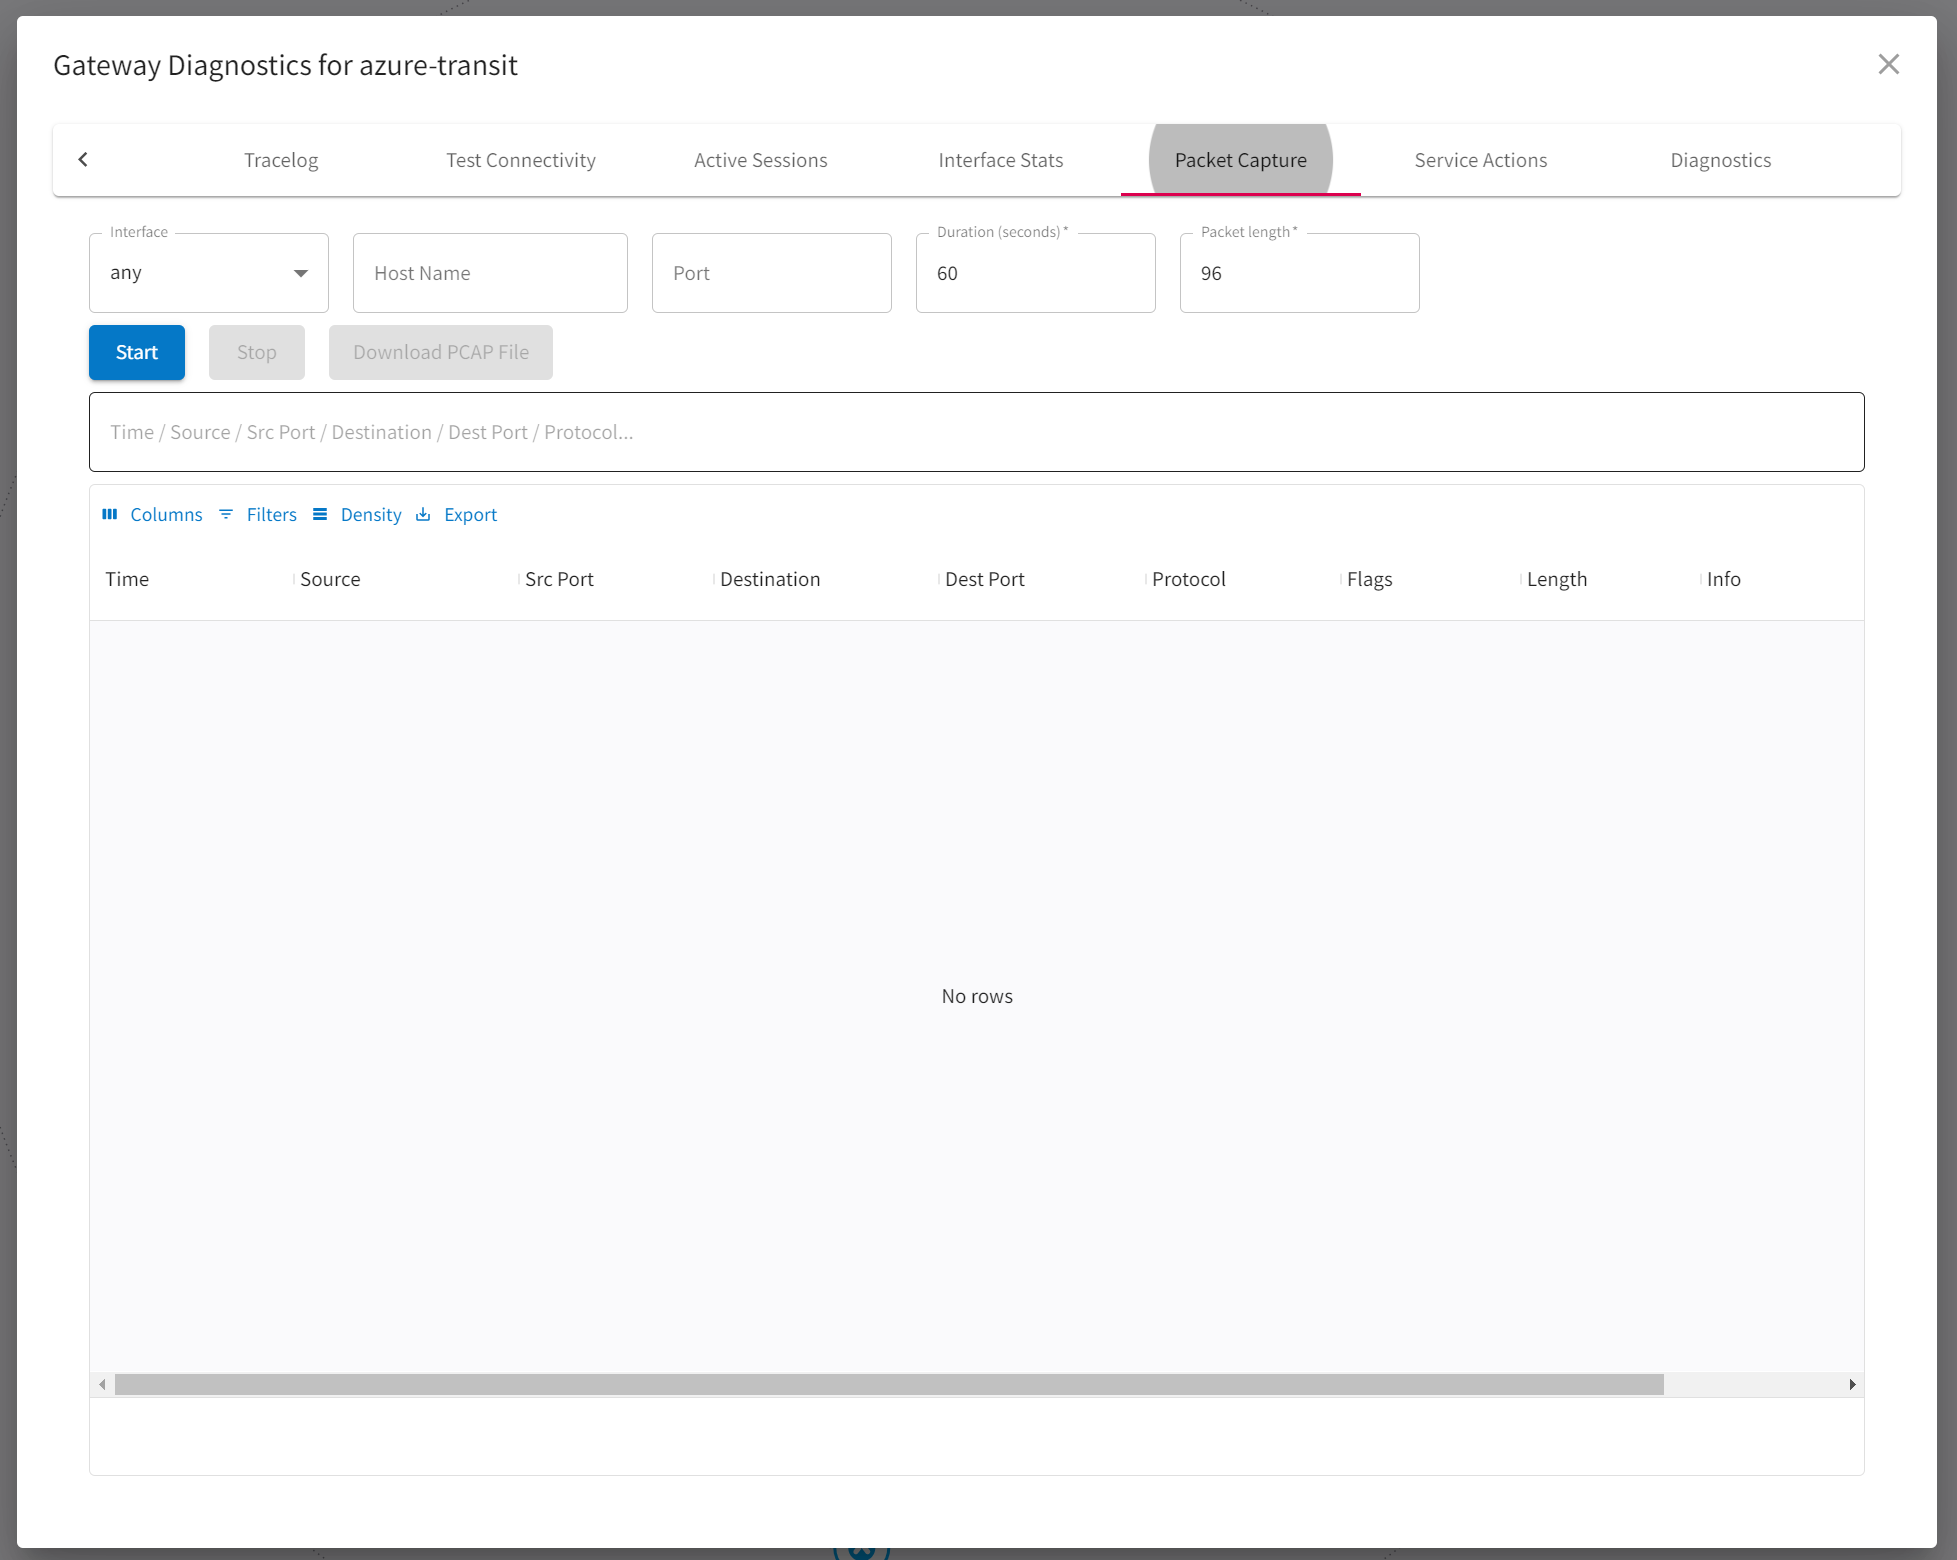 Gateway Diagnostics for azure-transit
Tracelog Test Connectivity Active Sessions Interface Stats Packet Capture Service Actions Diagnostics
Interface Duration (seconds)* Packet length*
any Host Name Port 60 96
Start Stop Download PCAP File
Time / Source / Src Port / Destination / Dest Port / Protocol...
Columns Filters Density Export
Time Source Src Port Destination Dest Port Protocol Flags Length Info
No rows